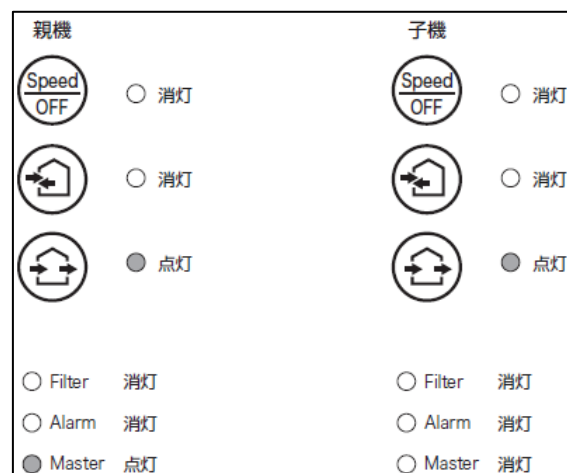 親機
Speed
OFF
消灯
消灯
点灯
Filter 消灯
Alarm 消灯
Master 点灯
子機
Speed
OFF
消灯
消灯
点灯
Filter 消灯
Alarm 消灯
Master 消灯